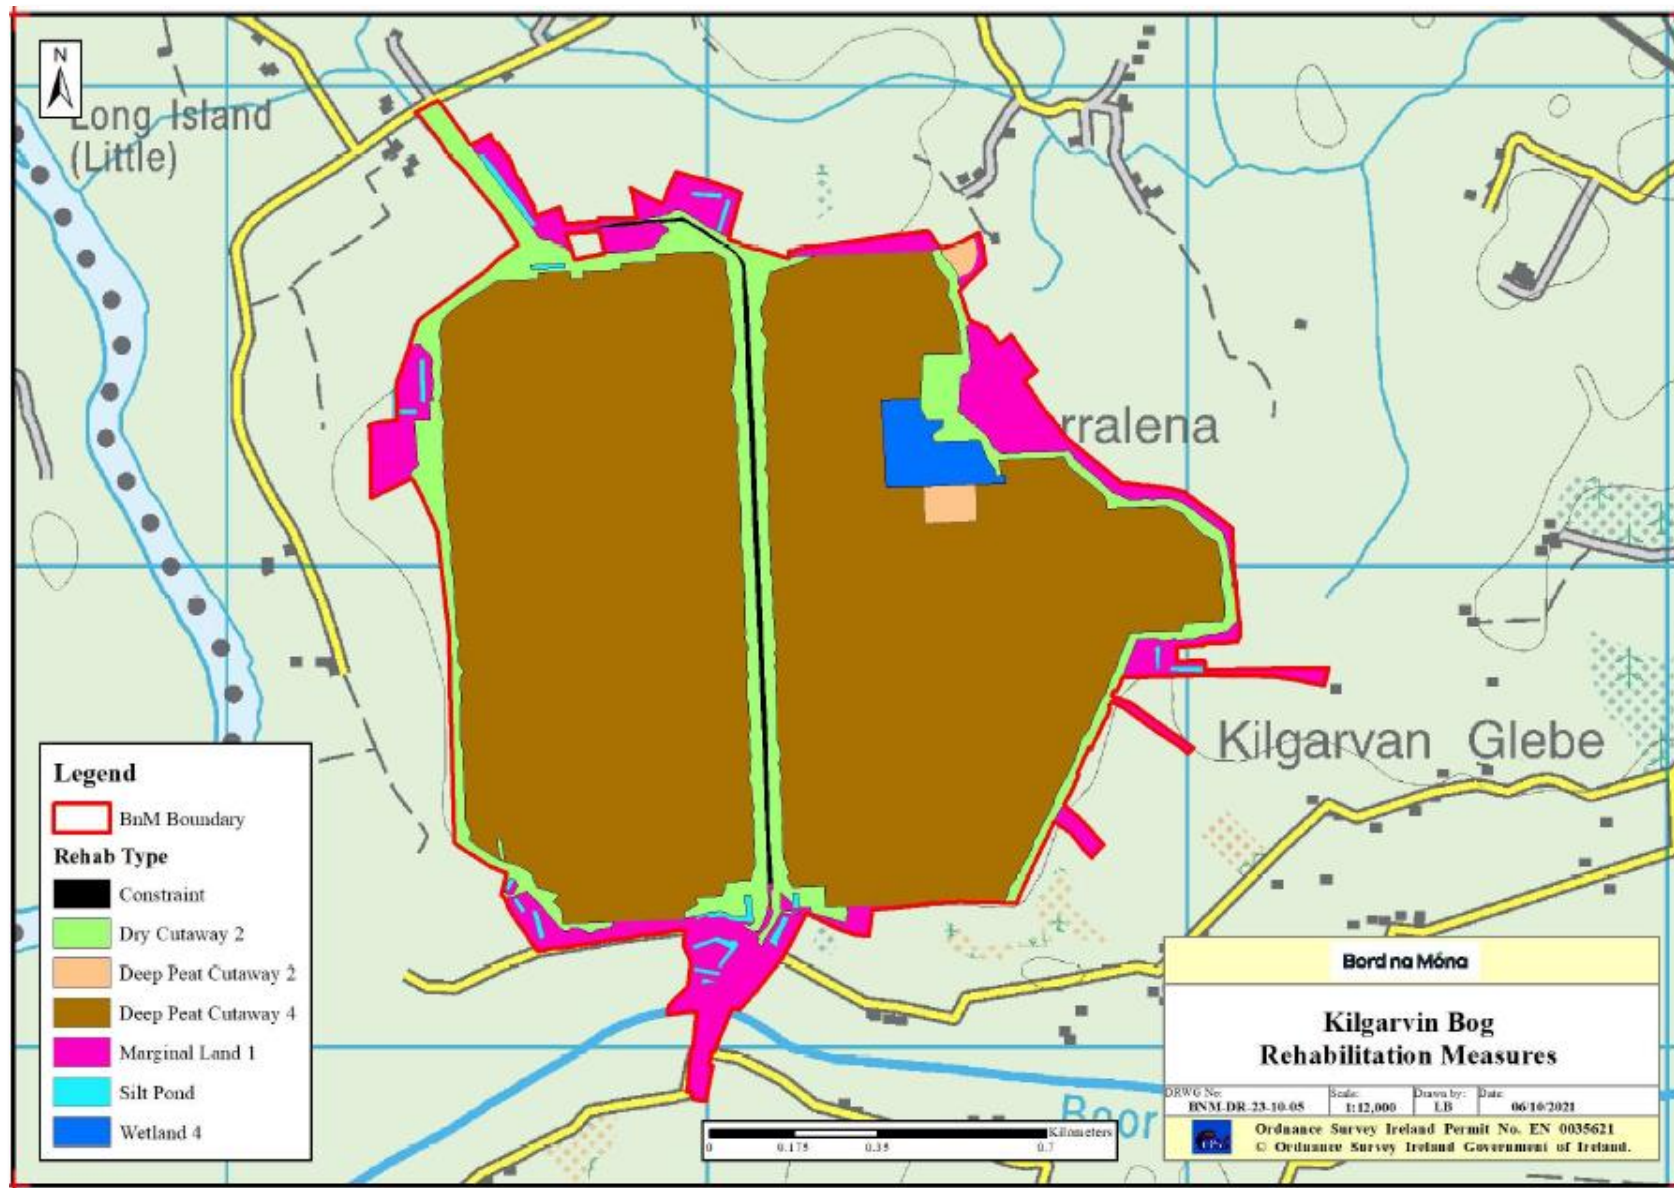 N
Long Island
(Little)
rralena
Kilgarvan Glebe
Legend
BnM Boundary
Rehab Type
Constraint
Dry Cutaway 2
Deep Peat Cutaway 2
Deep Peat Cutaway 4
Marginal Land 1
Silt Pond
Wetland 4
Boor
0 0.175 0.35 0.7 Kilometers
Bord na Móna
Kilgarvin Bog
Rehabilitation Measures
DRWG No: Scale: Drawn by: Date:
BNM-DR-23-10-05 1:12,000 LB 06/10/2021
Ordnance Survey Ireland Permit No. EN 0035621
© Ordnance Survey Ireland Government of Ireland.